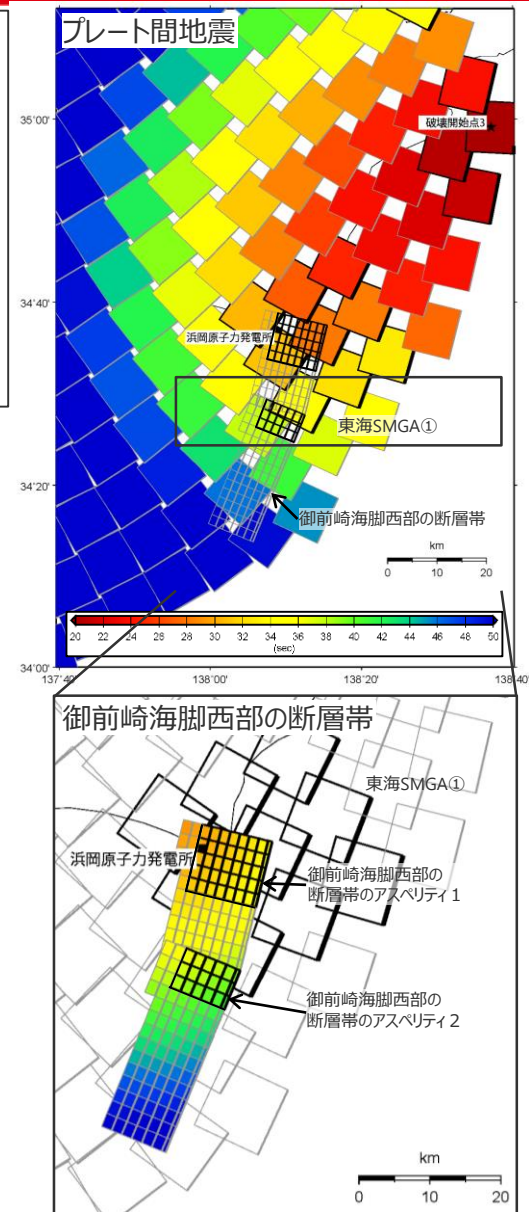 プレート間地震
破壊開始点3
35°00'
34°40'
浜岡原子力発電所
東海SMGA①
34°20'
御前崎海脚西部の断層帯
km
0 10 20
20 22 24 26 28 30 32 34 36 38 40 42 44 46 48 50
(sec)
34°00'
137°40' 138°00' 138°20' 138°40'
御前崎海脚西部の断層帯
東海SMGA①
浜岡原子力発電所
御前崎海脚西部の
断層帯のアスペリティ1
御前崎海脚西部の
断層帯のアスペリティ2
km
0 10 20